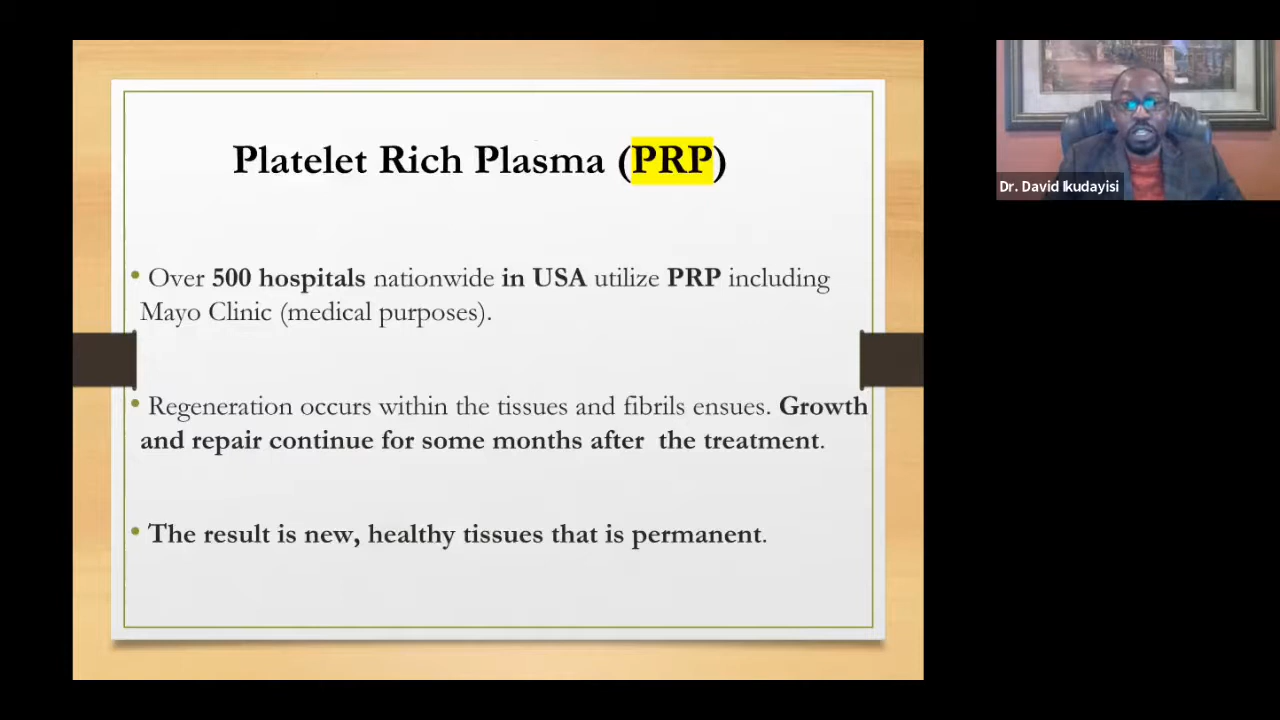 Platelet Rich Plasma (PRP)
• Over 500 hospitals nationwide in USA utilize PRP including
Mayo Clinic (medical purposes).
• Regeneration occurs within the tissues and fibrils ensues. Growth
and repair continue for some months after  the treatment.
• The result is new, healthy tissues that is permanent.
Dr. David Ikudayisi